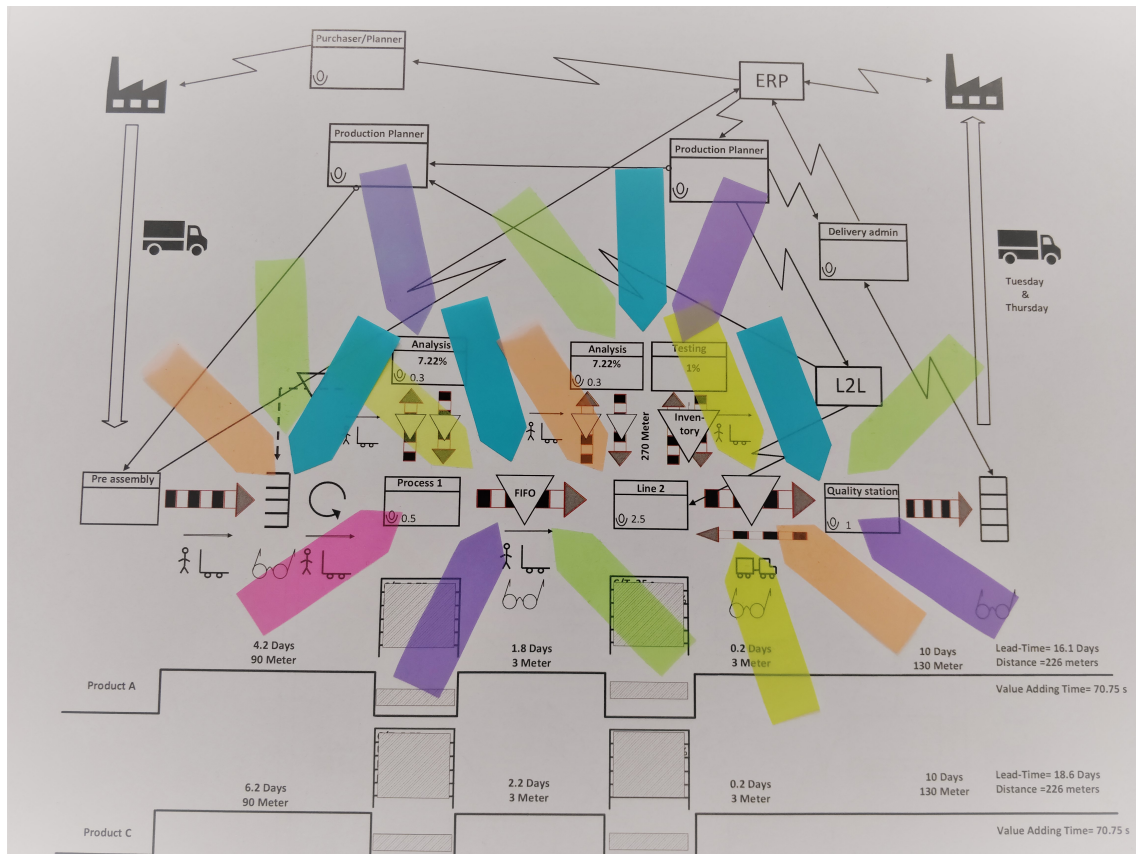 Purchaser/Planner
ERP
Production Planner
Production Planner
Delivery admin
Tuesday
&
Thursday
Analysis
7.22%
0.3
Analysis
7.22%
0.3
Testing
1%
L2L
Inven-
tory
270 Meter
Pre assembly
Process 1
0.5
FIFO
Line 2
2.5
Quality station
1
4.2 Days
90 Meter
1.8 Days
3 Meter
0.2 Days
3 Meter
10 Days
130 Meter
Lead-Time= 16.1 Days
Distance =226 meters
Product A
Value Adding Time= 70.75 s
6.2 Days
90 Meter
2.2 Days
3 Meter
0.2 Days
3 Meter
10 Days
130 Meter
Lead-Time= 18.6 Days
Distance =226 meters
Product C
Value Adding Time= 70.75 s